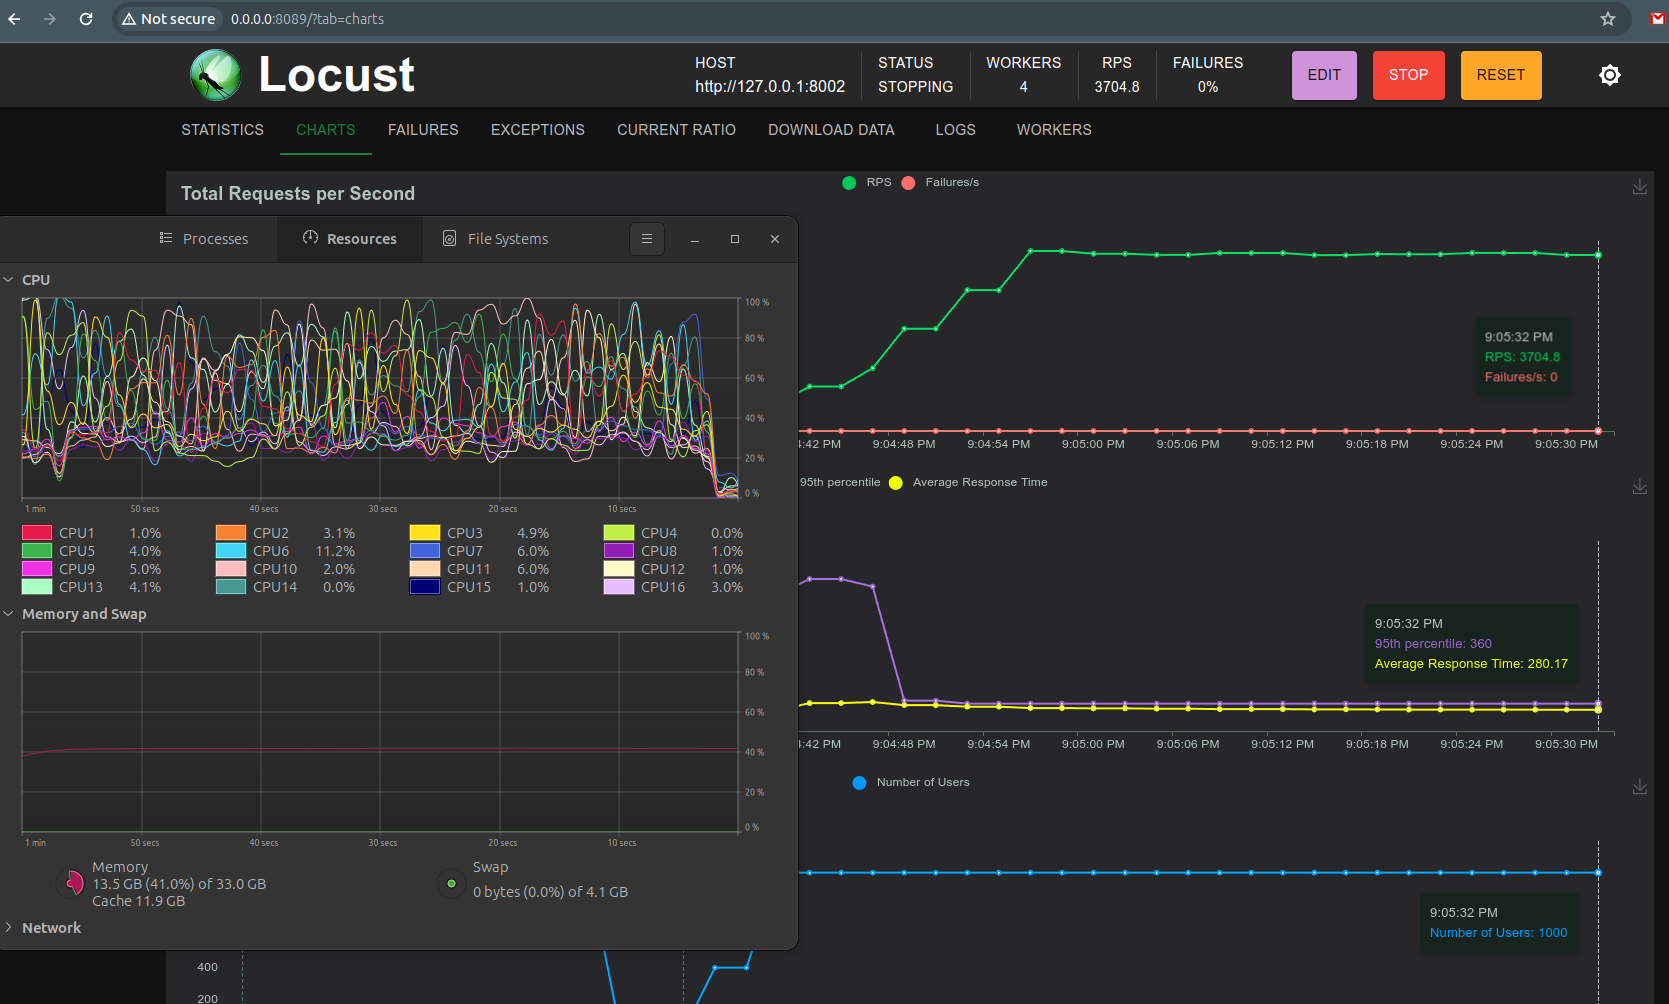 Not secure 0.0.0.0:8089/?tab=charts
Locust
HOST
http://127.0.0.1:8002
STATUS
STOPPING
WORKERS
4
RPS
3704.8
FAILURES
0%
EDIT
STOP
RESET
STATISTICS CHARTS FAILURES EXCEPTIONS CURRENT RATIO DOWNLOAD DATA LOGS WORKERS
Total Requests per Second
RPS Failures/s
9:05:32 PM
RPS: 3704.8
Failures/s: 0
4:42 PM 9:04:48 PM 9:04:54 PM 9:05:00 PM 9:05:06 PM 9:05:12 PM 9:05:18 PM 9:05:24 PM 9:05:30 PM
95th percentile Average Response Time
9:05:32 PM
95th percentile: 360
Average Response Time: 280.17
4:42 PM 9:04:48 PM 9:04:54 PM 9:05:00 PM 9:05:06 PM 9:05:12 PM 9:05:18 PM 9:05:24 PM 9:05:30 PM
Number of Users
9:05:32 PM
Number of Users: 1000
400
200
Processes Resources File Systems
CPU
100 %
80 %
60 %
40 %
20 %
0 %
1 min 50 secs 40 secs 30 secs 20 secs 10 secs
CPU1 1.0% CPU2 3.1% CPU3 4.9% CPU4 0.0%
CPU5 4.0% CPU6 11.2% CPU7 6.0% CPU8 1.0%
CPU9 5.0% CPU10 2.0% CPU11 6.0% CPU12 1.0%
CPU13 4.1% CPU14 0.0% CPU15 1.0% CPU16 3.0%
Memory and Swap
100 %
80 %
60 %
40 %
20 %
0 %
1 min 50 secs 40 secs 30 secs 20 secs 10 secs
Memory
13.5 GB (41.0%) of 33.0 GB
Cache 11.9 GB
Swap
0 bytes (0.0%) of 4.1 GB
Network